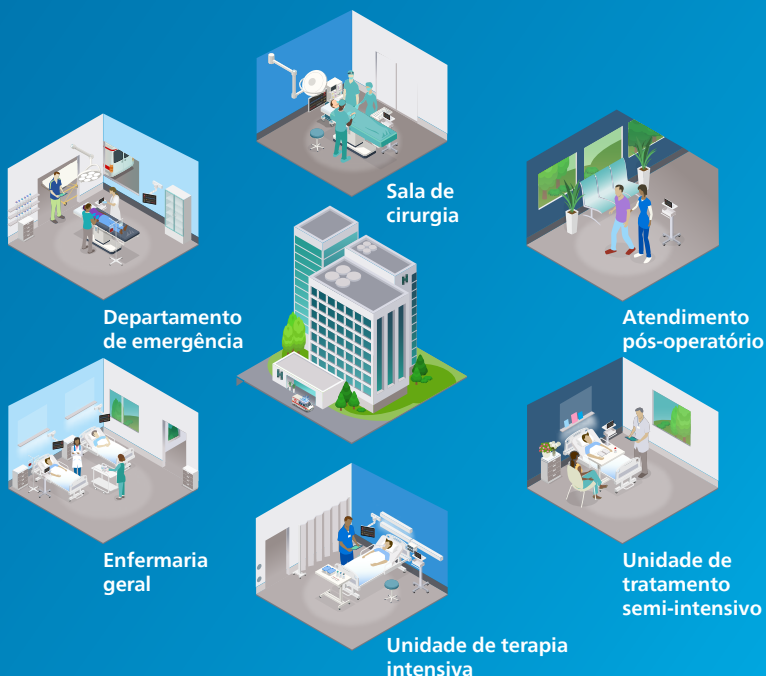 Sala de
cirurgia
Departamento
de emergência
Atendimento
pós-operatório
Enfermaria
geral
Unidade de
tratamento
semi-intensivo
Unidade de terapia
intensiva
H
H